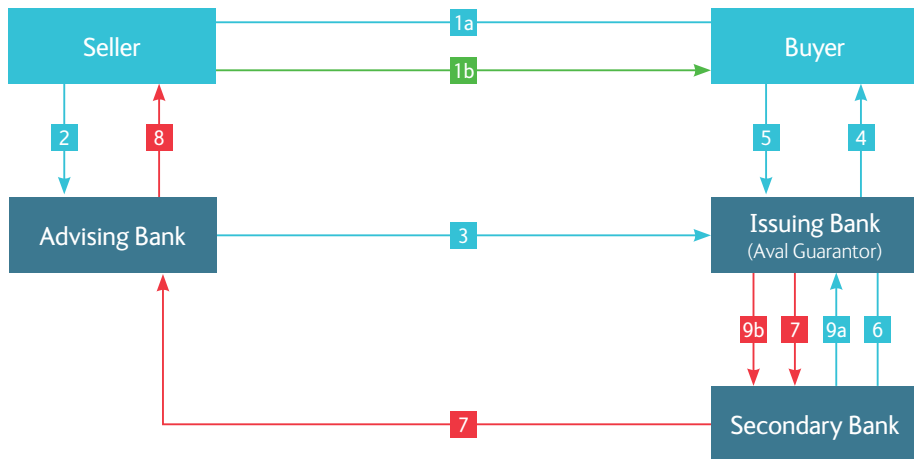 1a
Seller
Buyer
1b
2
8
5
4
Advising Bank
3
Issuing Bank
(Aval Guarantor)
9b
7
9a
6
7
Secondary Bank